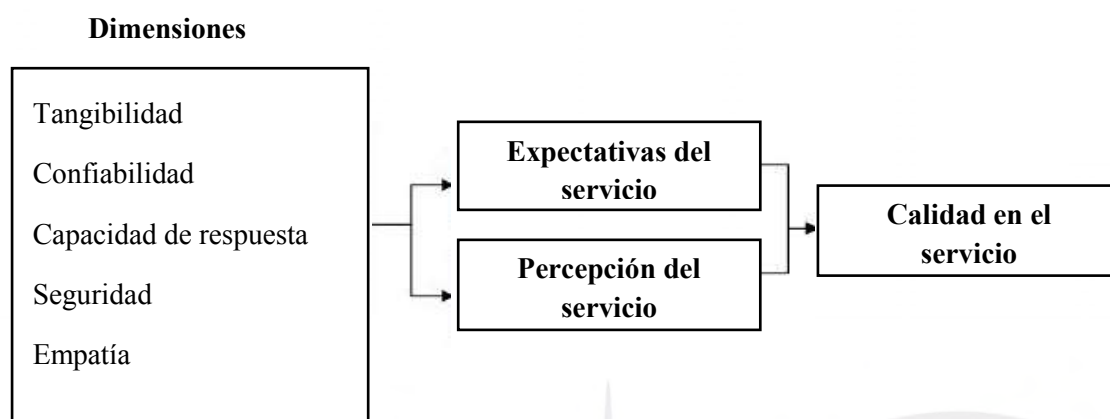 Dimensiones
Tangibilidad
Confiabilidad
Capacidad de respuesta
Seguridad
Empatía
Expectativas del
servicio
Percepción del
servicio
Calidad en el
servicio